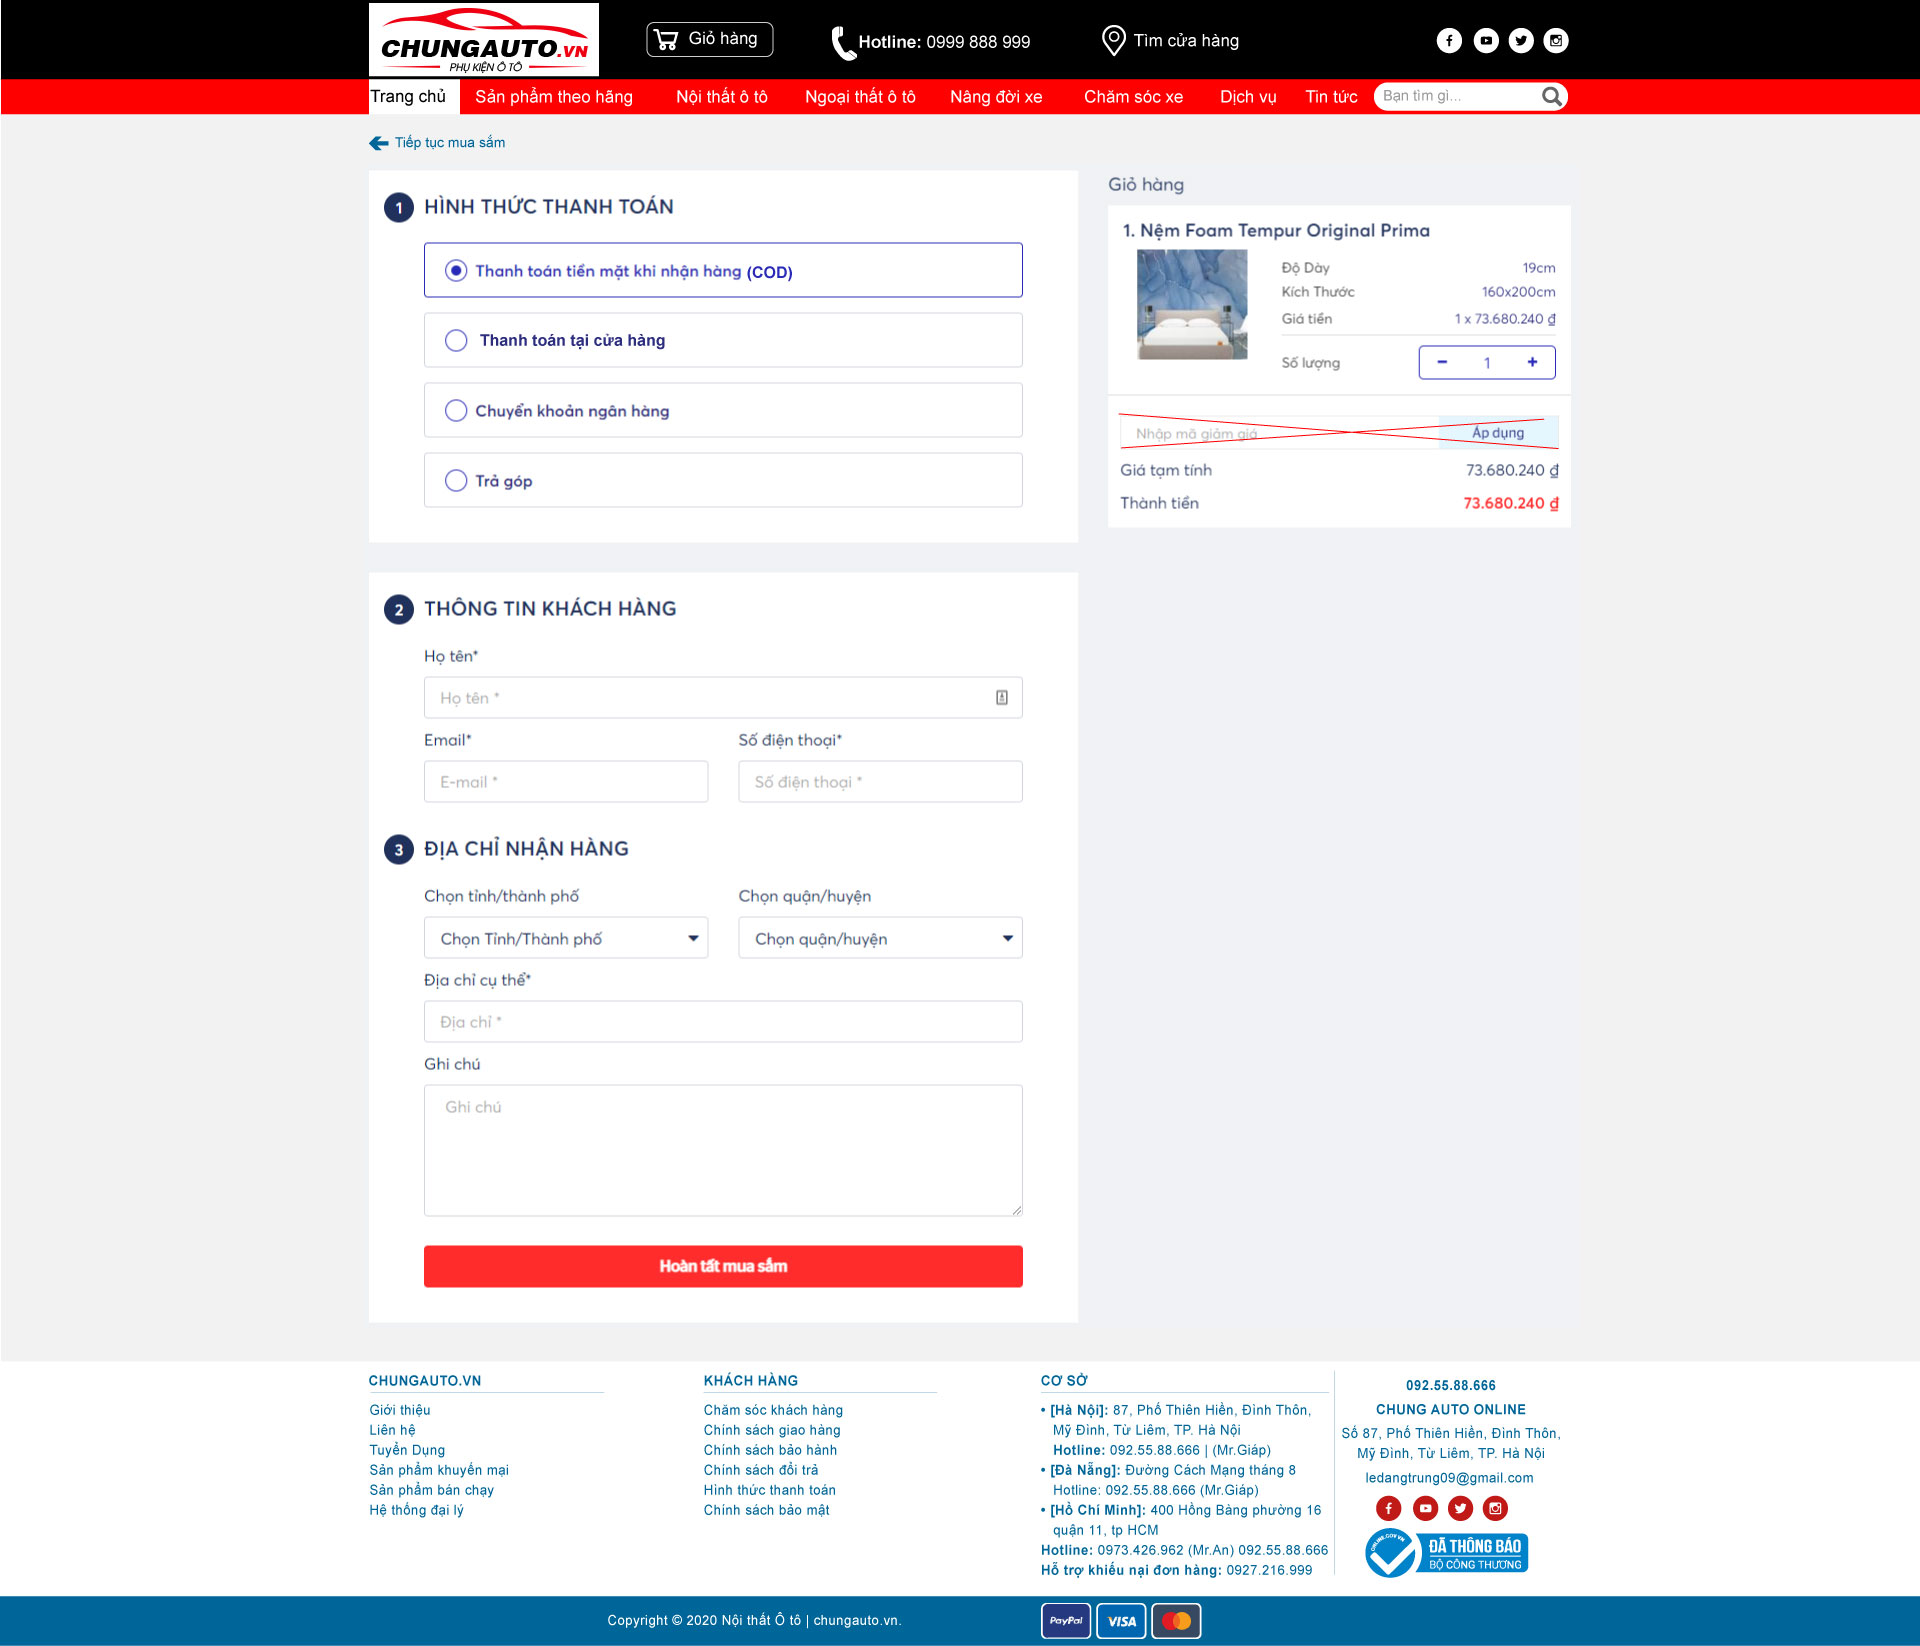 CHUNGAUTO.VN
PHỤ KIỆN Ô TÔ
Giỏ hàng
Hotline: 0999 888 999
Tìm cửa hàng
Trang chủ
Sản phẩm theo hãng
Nội thất ô tô
Ngoại thất ô tô
Nâng đời xe
Chăm sóc xe
Dịch vụ
Tin tức
Bạn tìm gì...
Tiếp tục mua sắm
1 HÌNH THỨC THANH TOÁN
Thanh toán tiền mặt khi nhận hàng (COD)
Thanh toán tại cửa hàng
Chuyển khoản ngân hàng
Trả góp
Giỏ hàng
1. Nệm Foam Tempur Original Prima
Độ Dày 19cm
Kích Thước 160x200cm
Giá tiền 1 x 73.680.240 ₫
Số lượng - 1 +
Nhập mã giảm giá Áp dụng
Giá tạm tính 73.680.240 ₫
Thành tiền 73.680.240 ₫
2 THÔNG TIN KHÁCH HÀNG
Họ tên*
Họ tên *
Email* Số điện thoại*
E-mail * Số điện thoại *
3 ĐỊA CHỈ NHẬN HÀNG
Chọn tỉnh/thành phố Chọn quận/huyện
Chọn Tỉnh/Thành phố Chọn quận/huyện
Địa chỉ cụ thể*
Địa chỉ *
Ghi chú
Ghi chú
Hoàn tất mua sắm
CHUNGAUTO.VN
Giới thiệu
Liên hệ
Tuyển Dụng
Sản phẩm khuyến mại
Sản phẩm bán chạy
Hệ thống đại lý
KHÁCH HÀNG
Chăm sóc khách hàng
Chính sách giao hàng
Chính sách bảo hành
Chính sách đổi trả
Hình thức thanh toán
Chính sách bảo mật
CƠ SỞ
• [Hà Nội]: 87, Phố Thiên Hiền, Đình Thôn,
Mỹ Đình, Từ Liêm, TP. Hà Nội
Hotline: 092.55.88.666 | (Mr.Giáp)
• [Đà Nẵng]: Đường Cách Mạng tháng 8
Hotline: 092.55.88.666 (Mr.Giáp)
• [Hồ Chí Minh]: 400 Hồng Bàng phường 16
quận 11, tp HCM
Hotline: 0973.426.962 (Mr.An) 092.55.88.666
Hỗ trợ khiếu nại đơn hàng: 0927.216.999
092.55.88.666
CHUNG AUTO ONLINE
Số 87, Phố Thiên Hiền, Đình Thôn,
Mỹ Đình, Từ Liêm, TP. Hà Nội
ledangtrung09@gmail.com
ONLINE.GOV.VN
ĐÃ THÔNG BÁO
BỘ CÔNG THƯƠNG
Copyright © 2020 Nội thất Ô tô | chungauto.vn.
PayPal
VISA